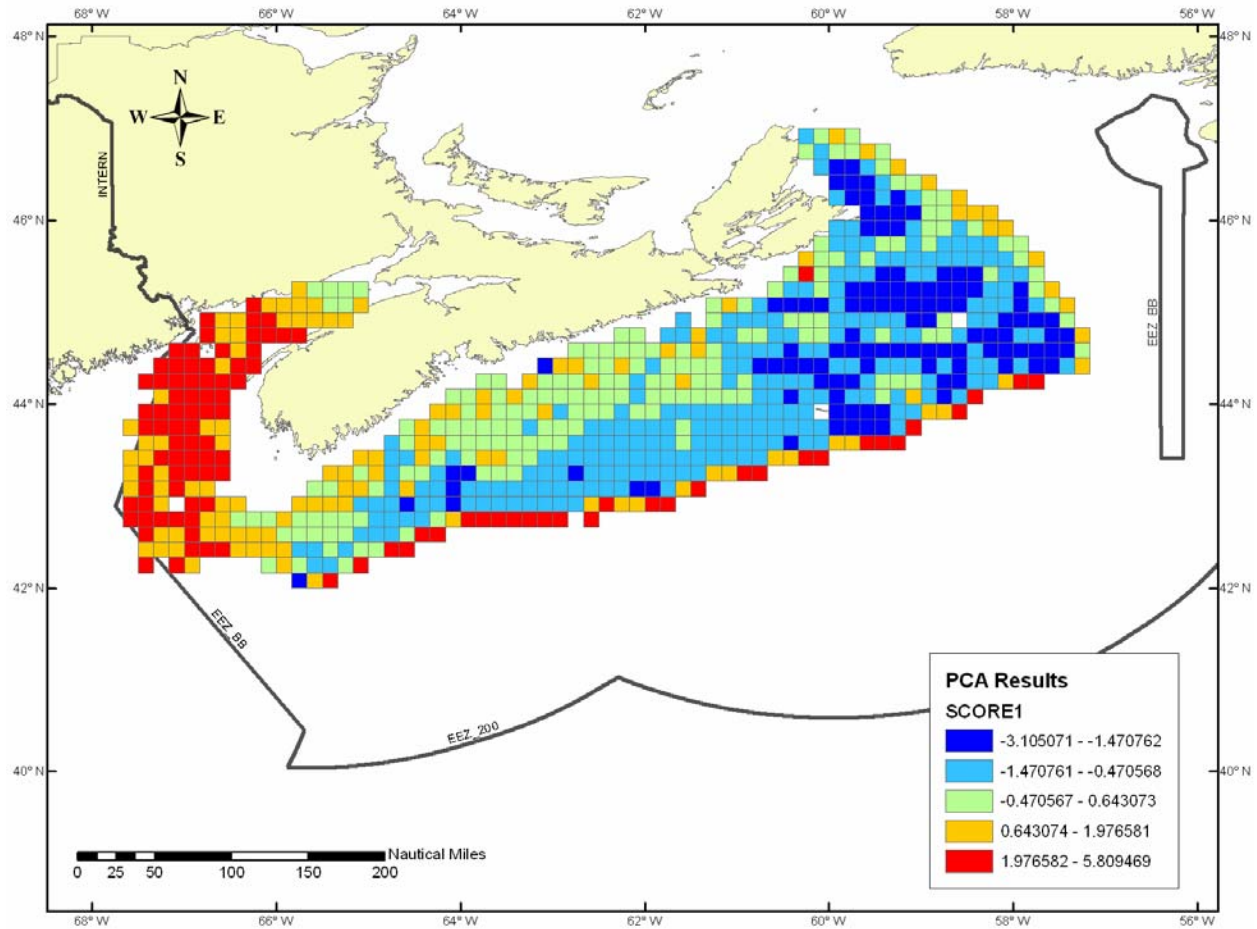 68° W 66° W 64° W 62° W 60° W 58° W 56° W
48° N 48° N
N
W E
S
INTERN
46° N 46° N
EEZ_BB
44° N 44° N
42° N 42° N
EEZ_BB
EEZ_200
40° N 40° N
PCA Results
SCORE1
-3.105071 - -1.470762
-1.470761 - -0.470568
-0.470567 - 0.643073
0.643074 - 1.976581
1.976582 - 5.809469
Nautical Miles
0 25 50 100 150 200
68° W 66° W 64° W 62° W 60° W 58° W 56° W